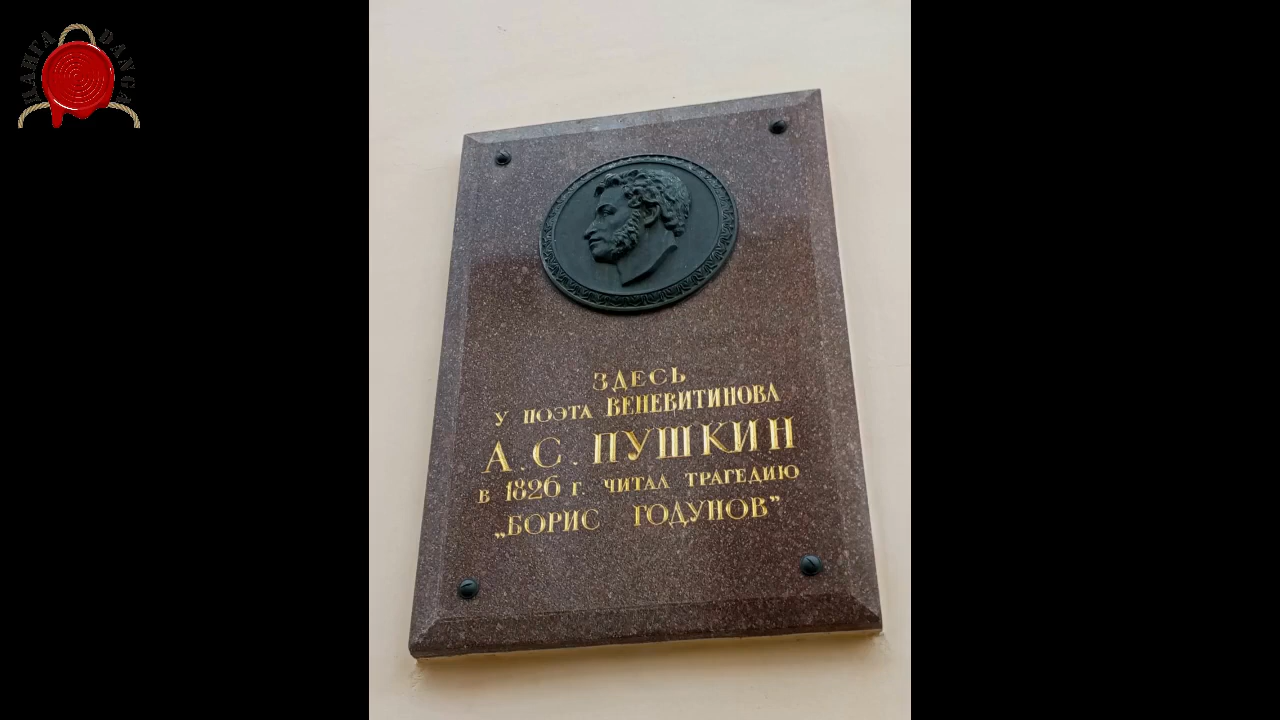 ЗДЕСЬ
У ПОЭТА ВЕНЕВИТИНОВА
А.С. ПУШКИН
В 1826 Г. ЧИТАЛ ТРАГЕДИЮ
„БОРИС ГОДУНОВ”